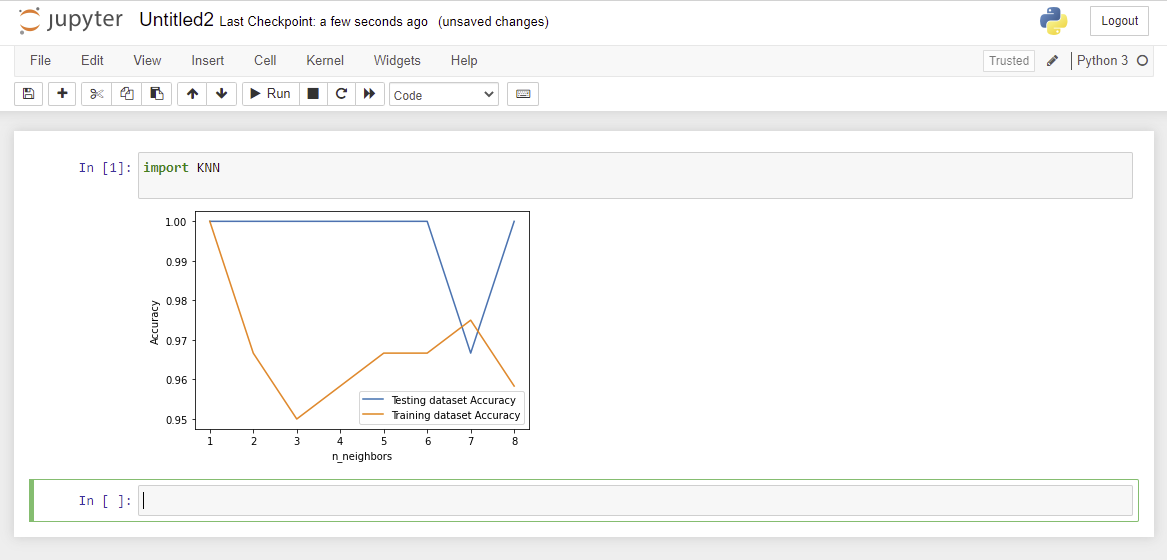 jupyter Untitled2 Last Checkpoint: a few seconds ago (unsaved changes) Logout
File Edit View Insert Cell Kernel Widgets Help Trusted Python 3
Run Code
In [1]: import KNN
1.00
0.99
0.98
0.97
0.96
0.95
Accuracy
Testing dataset Accuracy
Training dataset Accuracy
1 2 3 4 5 6 7 8
n_neighbors
In [ ]: